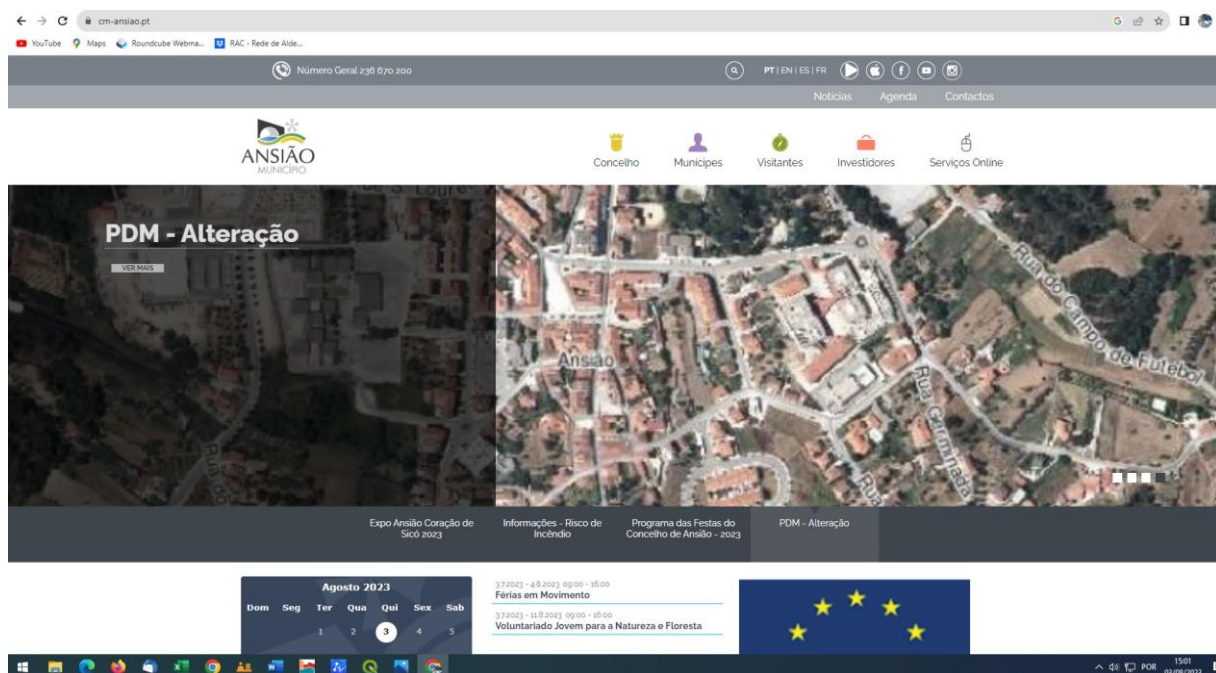 cm-ansiao.pt
YouTube Maps Roundcube Webma... RAC - Rede de Alde...
Número Geral 236 670 200
PT | EN | ES | FR
Notícias Agenda Contactos
ANSIÃO
MUNICÍPIO
Concelho Munícipes Visitantes Investidores Serviços Online
PDM - Alteração
VER MAIS
Ansião
Rua do Campo de Futebol
Rua
Expo Ansião Coração de
Sicó 2023
Informações - Risco de
Incêndio
Programa das Festas do
Concelho de Ansião - 2023
PDM - Alteração
Agosto 2023
Dom Seg Ter Qua Qui Sex Sab
1 2 3 4 5
3.7.2023 - 4.8.2023 09:00 - 16:00
Férias em Movimento
3.7.2023 - 11.8.2023 09:00 - 16:00
Voluntariado Jovem para a Natureza e Floresta
POR
15:01
03/08/2023